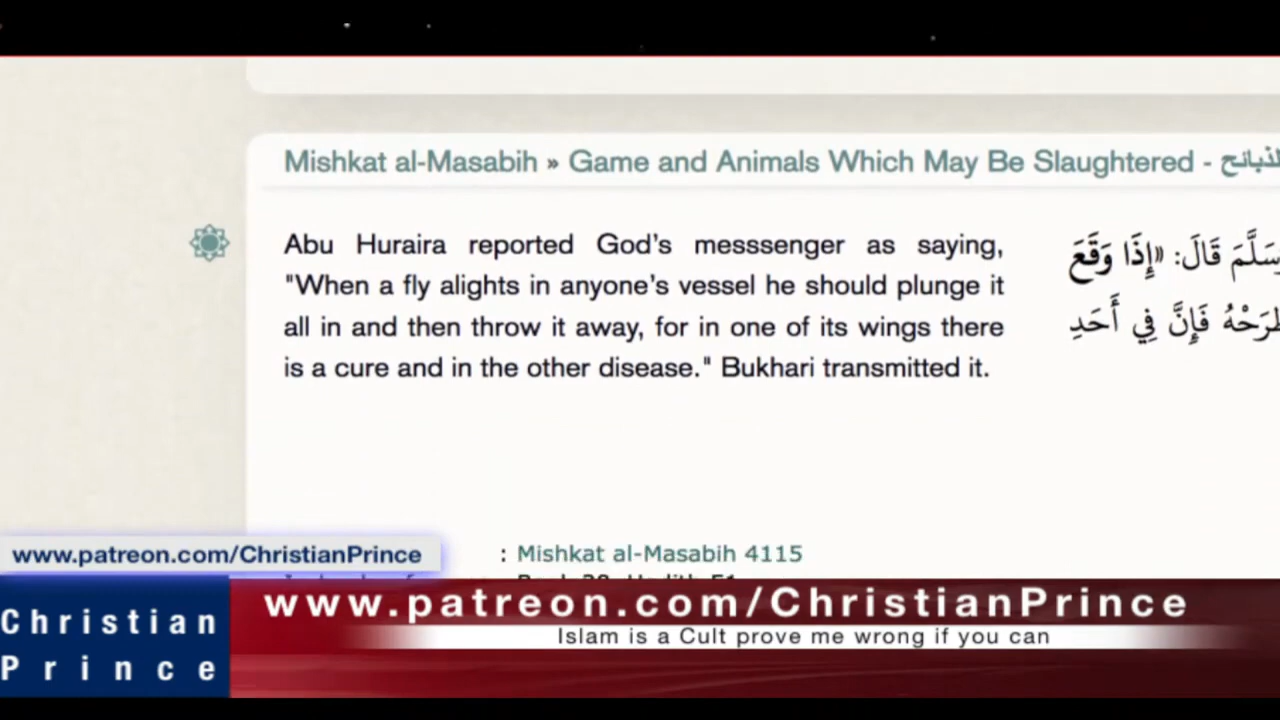 Mishkat al-Masabih » Game and Animals Which May Be Slaughtered -
Abu Huraira reported God's messsenger as saying,
"When a fly alights in anyone's vessel he should plunge it
all in and then throw it away, for in one of its wings there
is a cure and in the other disease." Bukhari transmitted it.
وَسَلَّمَ قَالَ: «إِذَا وَقَعَ
فَإِنَّ فِي أَحَدِ
www.patreon.com/ChristianPrince
: Mishkat al-Masabih 4115
www.patreon.com/ChristianPrince
Islam is a Cult prove me wrong if you can
Christian
Prince